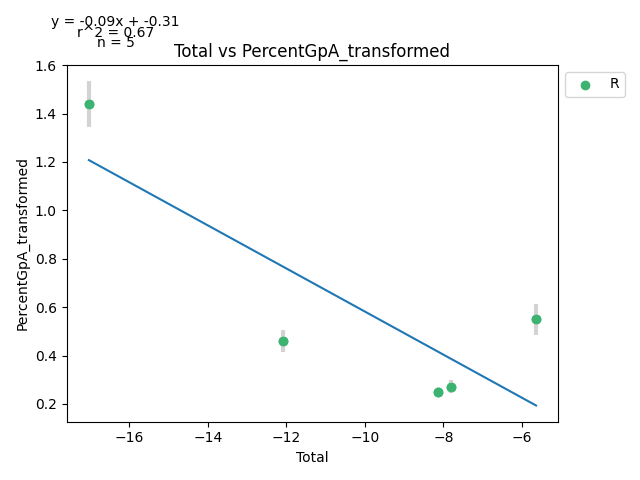 y = -0.09x + -0.31
r^2 = 0.67
n = 5
Total vs PercentGpA_transformed
R
PercentGpA_transformed
1.6
1.4
1.2
1.0
0.8
0.6
0.4
0.2
−16
−14
−12
−10
−8
−6
Total